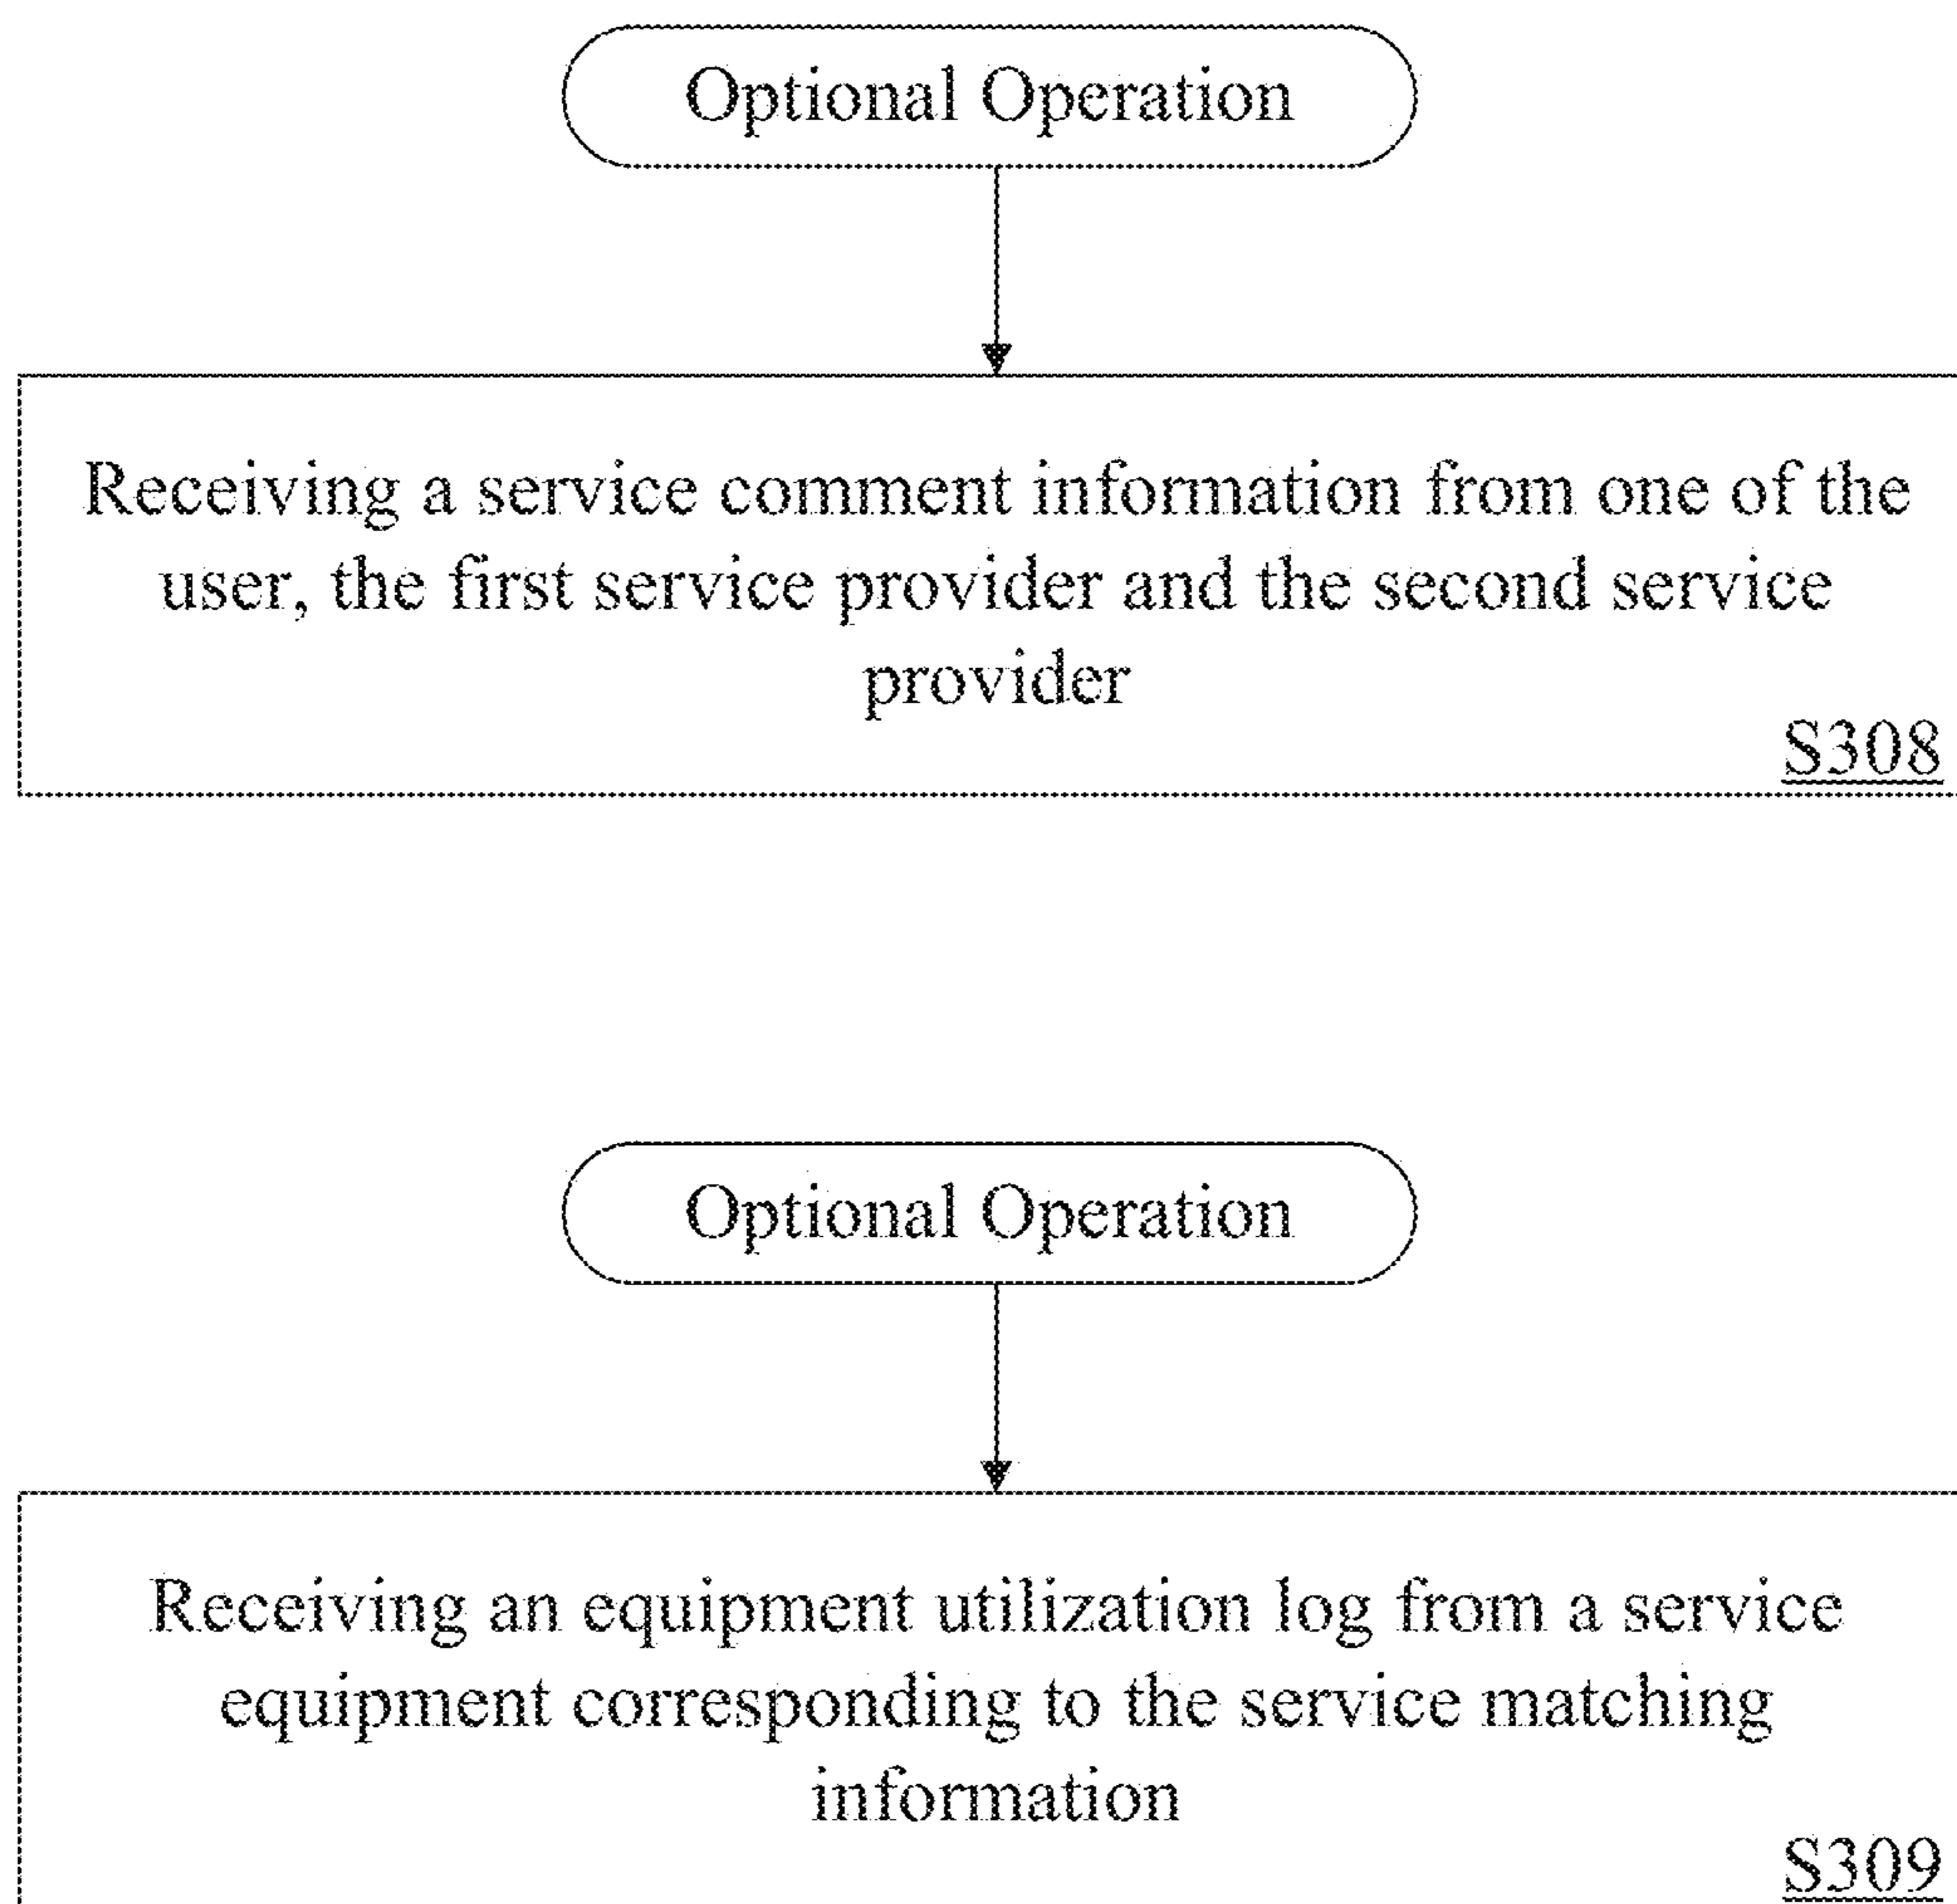 Optional Operation
Receiving a service comment information from one of the
user, the first service provider and the second service
provider
S308
Optional Operation
Receiving an equipment utilization log from a service
equipment corresponding to the service matching
information
S309